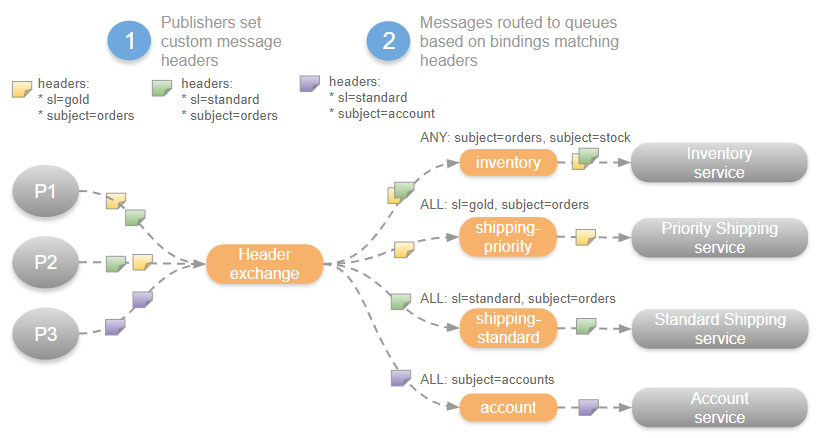 1
Publishers set
custom message
headers
2
Messages routed to queues
based on bindings matching
headers
headers:
* sl=gold
* subject=orders
headers:
* sl=standard
* subject=orders
headers:
* sl=standard
* subject=account
ANY: subject=orders, subject=stock
inventory
Inventory
service
P1
ALL: sl=gold, subject=orders
shipping-
priority
Priority Shipping
service
P2
Header
exchange
ALL: sl=standard, subject=orders
shipping-
standard
Standard Shipping
service
P3
ALL: subject=accounts
account
Account
service